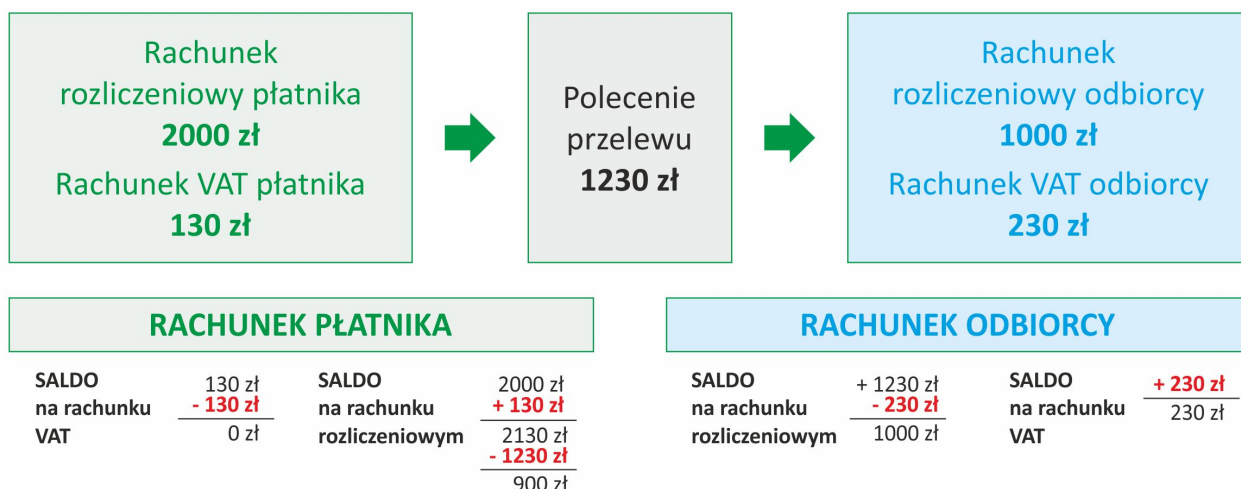 Rachunek
rozliczeniowy płatnika
2000 zł
Rachunek VAT płatnika
130 zł
Polecenie
przelewu
1230 zł
Rachunek
rozliczeniowy odbiorcy
1000 zł
Rachunek VAT odbiorcy
230 zł
RACHUNEK PŁATNIKA
SALDO
na rachunku
VAT
130 zł
- 130 zł
0 zł
SALDO
na rachunku
rozliczeniowym
2000 zł
+ 130 zł
2130 zł
- 1230 zł
900 zł
RACHUNEK ODBIORCY
SALDO
na rachunku
rozliczeniowym
+ 1230 zł
- 230 zł
1000 zł
SALDO
na rachunku
VAT
+ 230 zł
230 zł